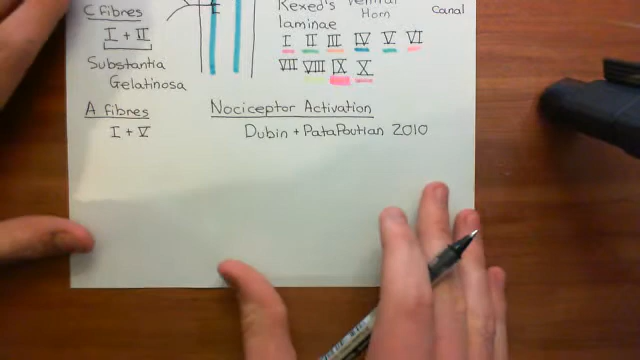 C fibres
I + II
Substantia
Gelatinosa
A fibres
I + V
Kexed's
laminae
Ventral
Horn
Canal
I II III IV V VI
VII VIII IX X
Nociceptor Activation
Dubin + Patapoutian 2010